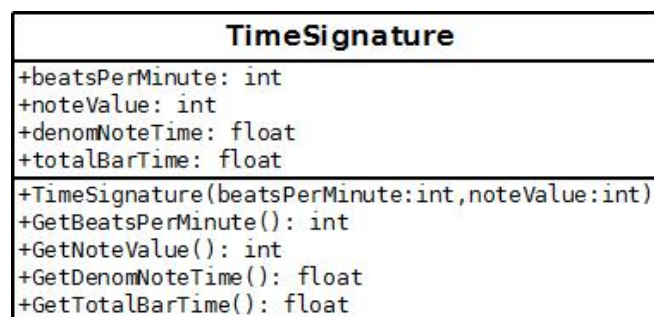 TimeSignature
+beatsPerMinute: int
+noteValue: int
+denomNoteTime: float
+totalBarTime: float
+TimeSignature(beatsPerMinute:int,noteValue:int)
+GetBeatsPerMinute(): int
+GetNoteValue(): int
+GetDenomNoteTime(): float
+GetTotalBarTime(): float